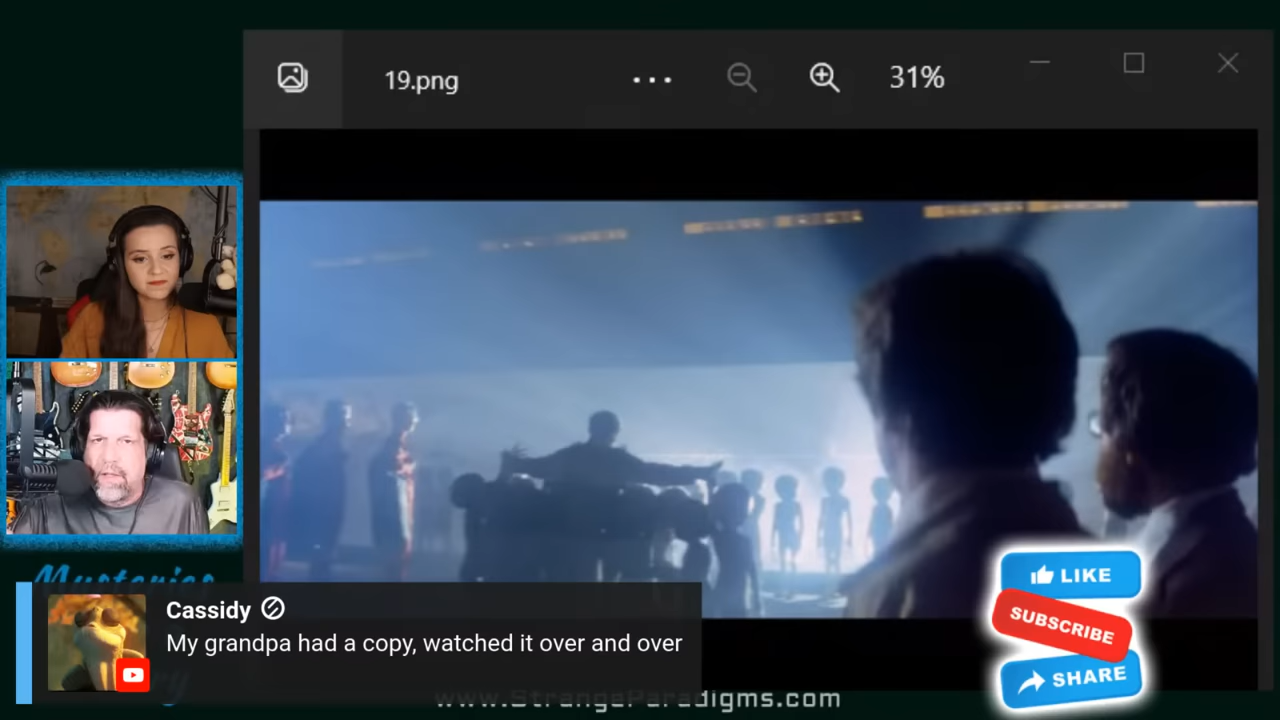 19.png
31%
LIKE
SUBSCRIBE
SHARE
Mysteries
Cassidy
My grandpa had a copy, watched it over and over
www.StrangeParadigms.com